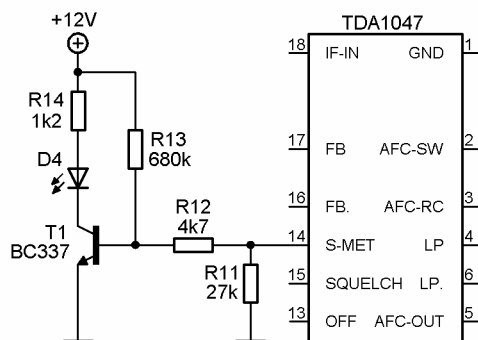 TDA1047
+12V
18 IF-IN GND 1
R14
1k2
R13
680k
17 FB AFC-SW 2
D4
16 FB. AFC-RC 3
R12
4k7
T1
BC337
14 S-MET LP 4
R11
27k
15 SQUELCH LP. 6
13 OFF AFC-OUT 5